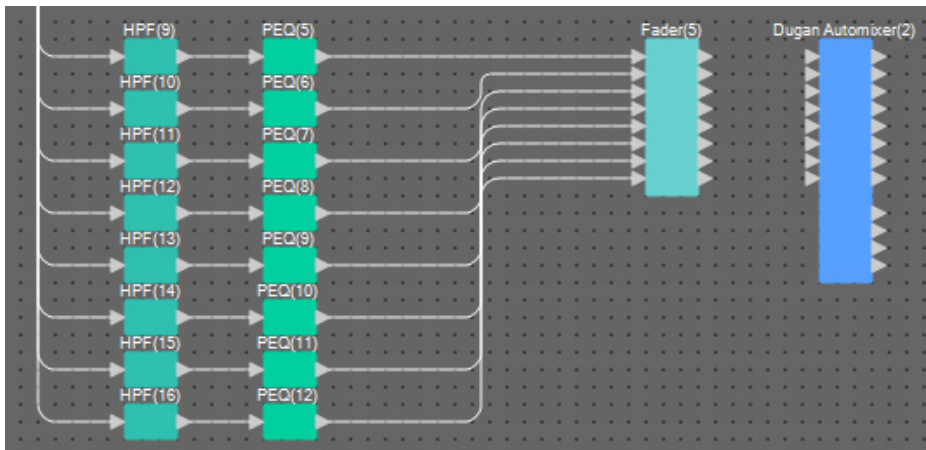 HPF(9) PEQ(5) Fader(5) Dugan Automixer(2)
HPF(10) PEQ(6)
HPF(11) PEQ(7)
HPF(12) PEQ(8)
HPF(13) PEQ(9)
HPF(14) PEQ(10)
HPF(15) PEQ(11)
HPF(16) PEQ(12)